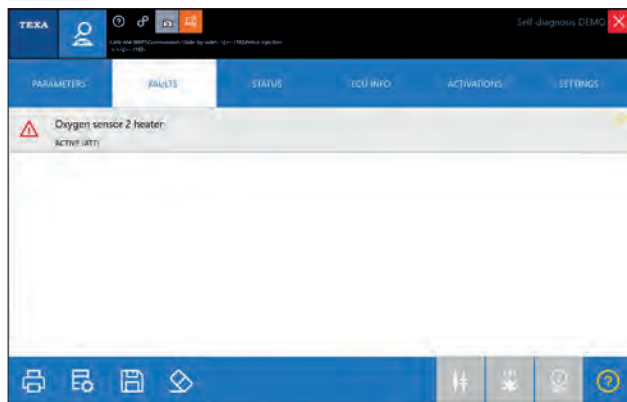 TEXA
Self-diagnosis DEMO
PARAMETERS
FAULTS
STATUS
ECU INFO
ACTIVATIONS
SETTINGS
Oxygen sensor 2 heater
ACTIVE (ATT)